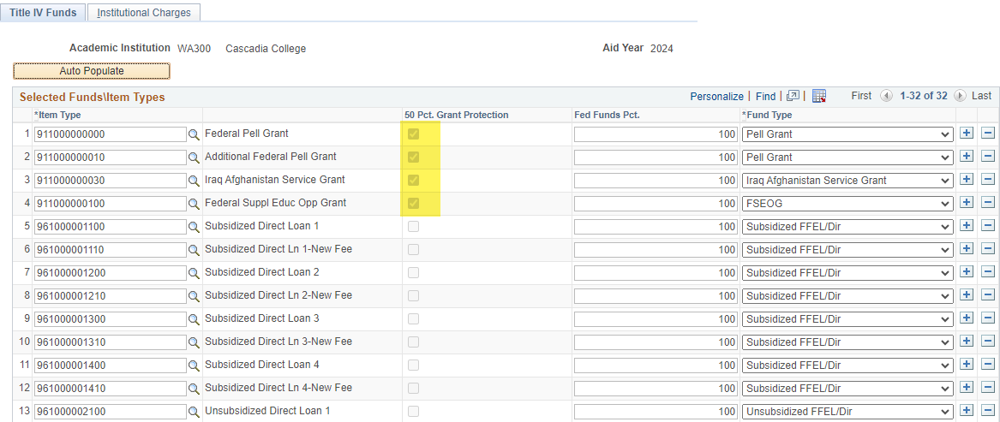 Title IV Funds Institutional Charges
Academic Institution WA300 Cascadia College Aid Year 2024
Auto Populate
Selected Funds\Item Types Personalize | Find | | First 1-32 of 32 Last
*Item Type 50 Pct. Grant Protection Fed Funds Pct. *Fund Type
1 911000000000 Federal Pell Grant 100 Pell Grant
2 911000000010 Additional Federal Pell Grant 100 Pell Grant
3 911000000030 Iraq Afghanistan Service Grant 100 Iraq Afghanistan Service Grant
4 911000000100 Federal Suppl Educ Opp Grant 100 FSEOG
5 961000001100 Subsidized Direct Loan 1 100 Subsidized FFEL/Dir
6 961000001110 Subsidized Direct Ln 1-New Fee 100 Subsidized FFEL/Dir
7 961000001200 Subsidized Direct Loan 2 100 Subsidized FFEL/Dir
8 961000001210 Subsidized Direct Ln 2-New Fee 100 Subsidized FFEL/Dir
9 961000001300 Subsidized Direct Loan 3 100 Subsidized FFEL/Dir
10 961000001310 Subsidized Direct Ln 3-New Fee 100 Subsidized FFEL/Dir
11 961000001400 Subsidized Direct Loan 4 100 Subsidized FFEL/Dir
12 961000001410 Subsidized Direct Ln 4-New Fee 100 Subsidized FFEL/Dir
13 961000002100 Unsubsidized Direct Loan 1 100 Unsubsidized FFEL/Dir